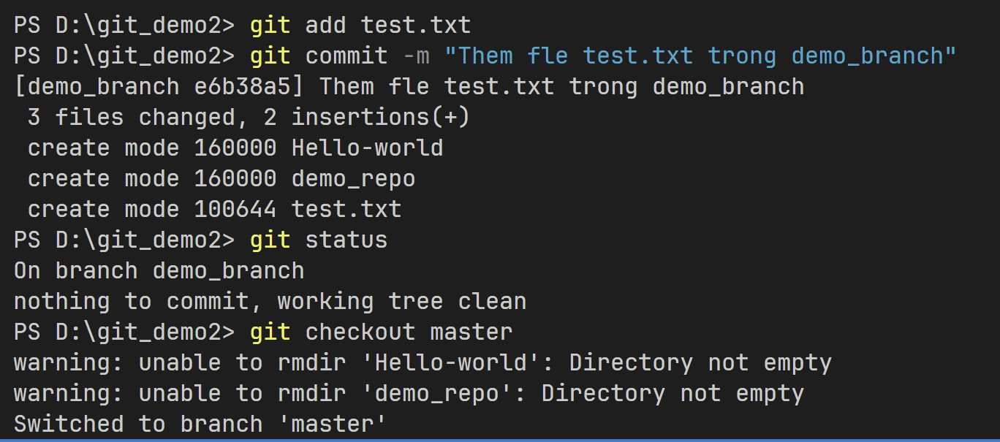 PS D:\git_demo2> git add test.txt
PS D:\git_demo2> git commit -m "Them fle test.txt trong demo_branch"
[demo_branch e6b38a5] Them fle test.txt trong demo_branch
 3 files changed, 2 insertions(+)
 create mode 160000 Hello-world
 create mode 160000 demo_repo
 create mode 100644 test.txt
PS D:\git_demo2> git status
On branch demo_branch
nothing to commit, working tree clean
PS D:\git_demo2> git checkout master
warning: unable to rmdir 'Hello-world': Directory not empty
warning: unable to rmdir 'demo_repo': Directory not empty
Switched to branch 'master'